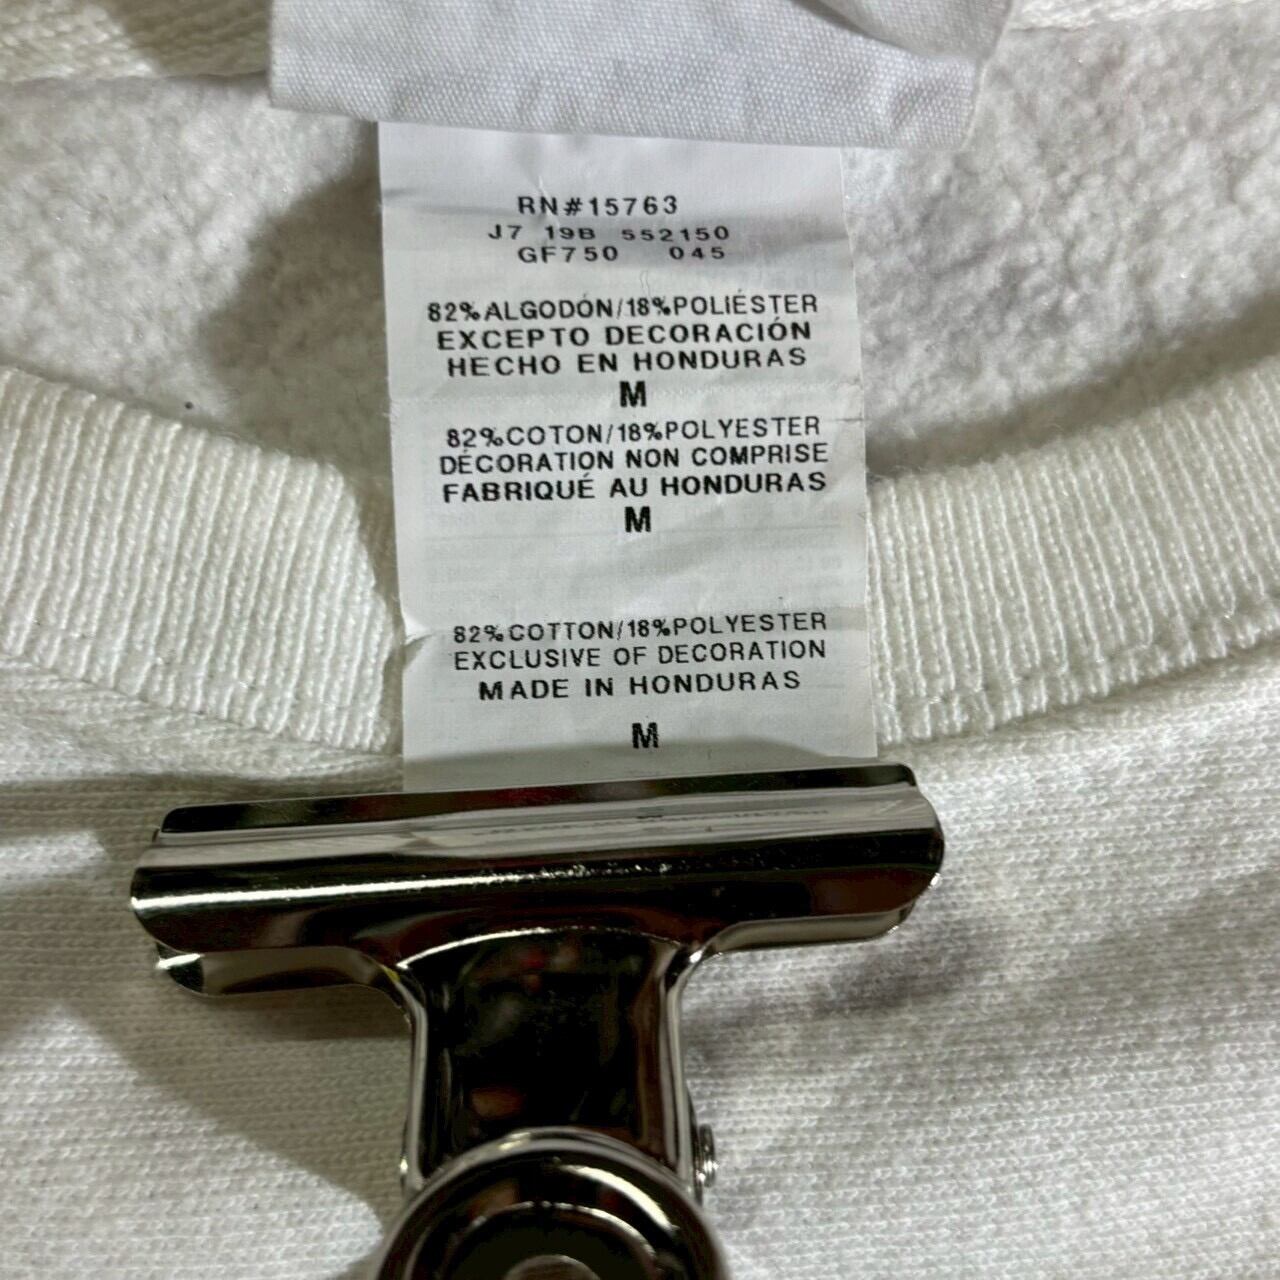 RN#15763
J7 19B 552150
GF750 045
82%ALGODÓN/18%POLIÉSTER
EXCEPTO DECORACIÓN
HECHO EN HONDURAS
M
82%COTON/18%POLYESTER
DÉCORATION NON COMPRISE
FABRIQUÉ AU HONDURAS
M
82%COTTON/18%POLYESTER
EXCLUSIVE OF DECORATION
MADE IN HONDURAS
M